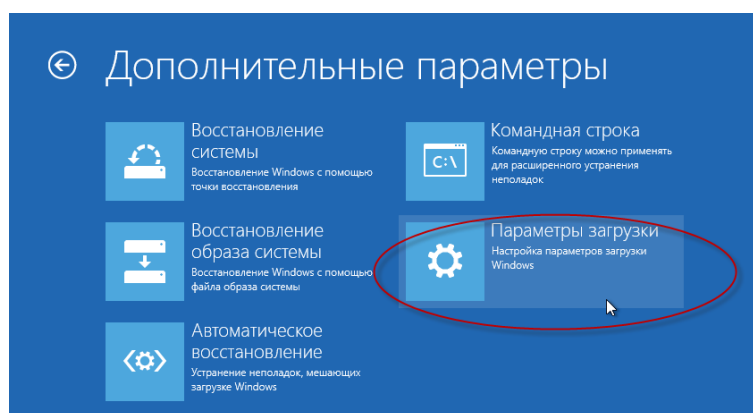 Дополнительные параметры
Восстановление
системы
Восстановление Windows с помощью
точки восстановления
Командная строка
Командную строку можно применять
для расширенного устранения
неполадок
C:\
Восстановление
образа системы
Восстановление Windows с помощью
файла образа системы
Параметры загрузки
Настройка параметров загрузки
Windows
Автоматическое
восстановление
Устранение неполадок, мешающих
загрузке Windows